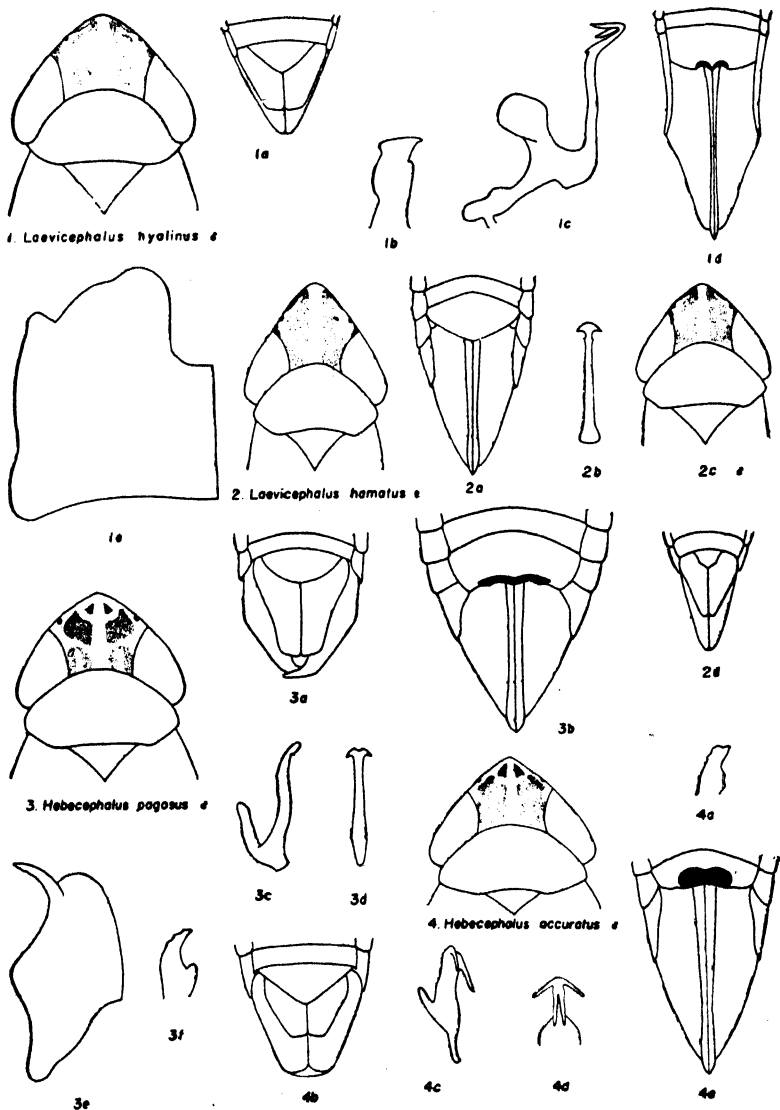 1a
1b
1c
1d
1. Laevicephalus hyalinus ♂
1e
2. Laevicephalus hamatus ♂
2a
2b
2c ♂
3a
3b
2d
3. Hebecephalus pagosus ♂
3c
3d
4a
4. Hebecephalus accuratus ♂
3e
3f
4b
4c
4d
4e